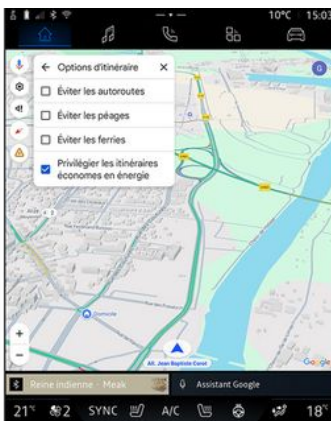 10°C 15:03
Options d'itinéraire
Éviter les autoroutes
Éviter les péages
Éviter les ferries
Privilégier les itinéraires
économes en énergie
G
Domicile
All. Jean Baptiste Corot
Google
Reine indienne - Meak
Assistant Google
21° 2 SYNC A/C 18°